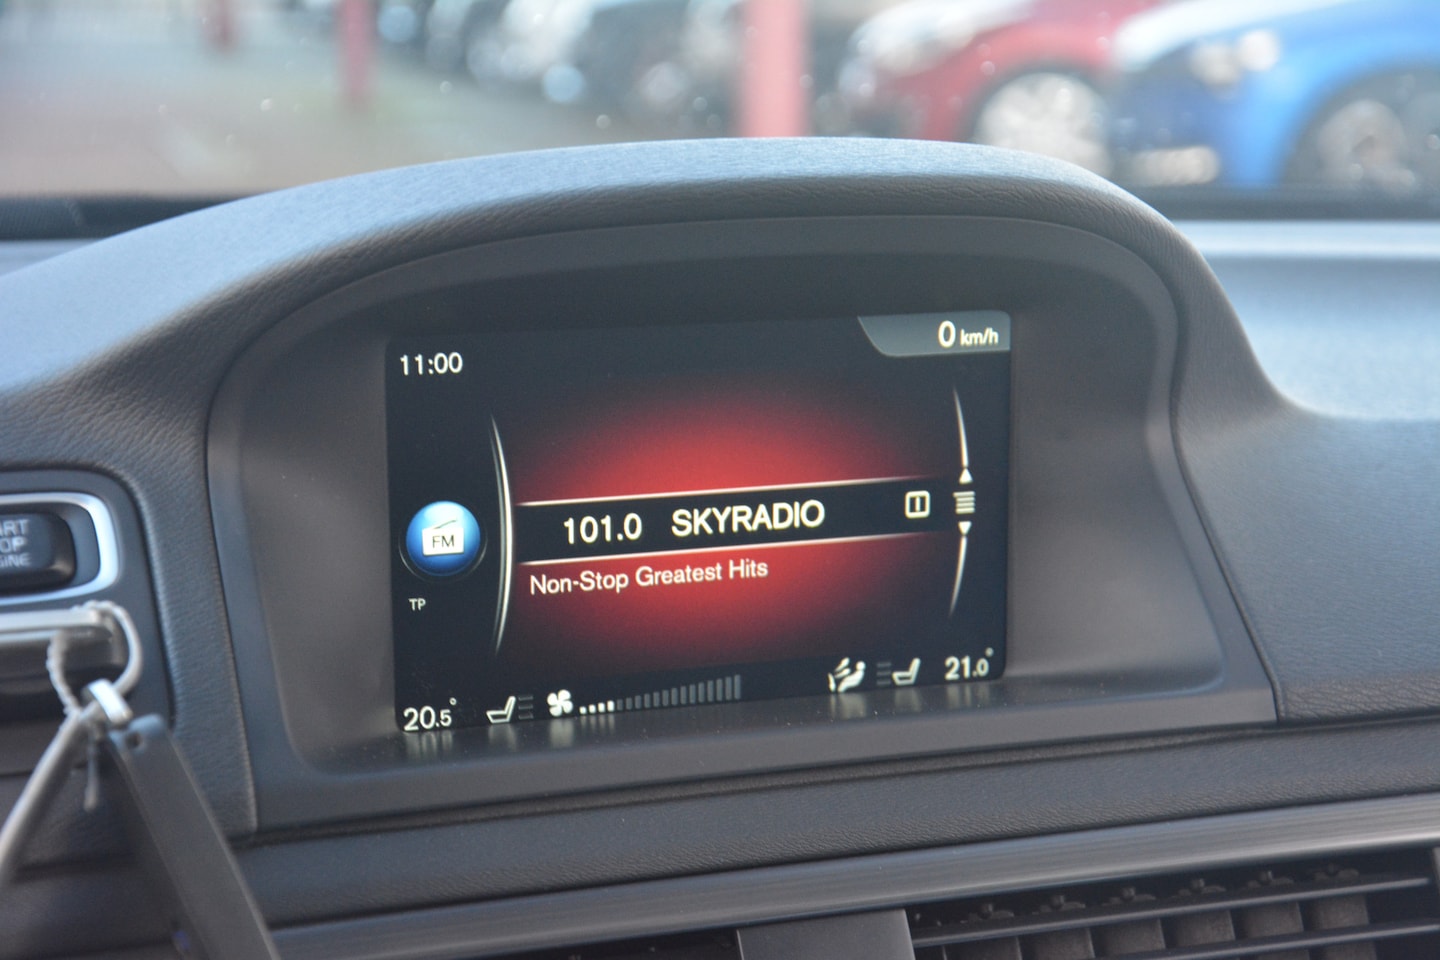 0 km/h
11:00
101.0 SKYRADIO
FM
Non-Stop Greatest Hits
TP
20.5° 21.0°